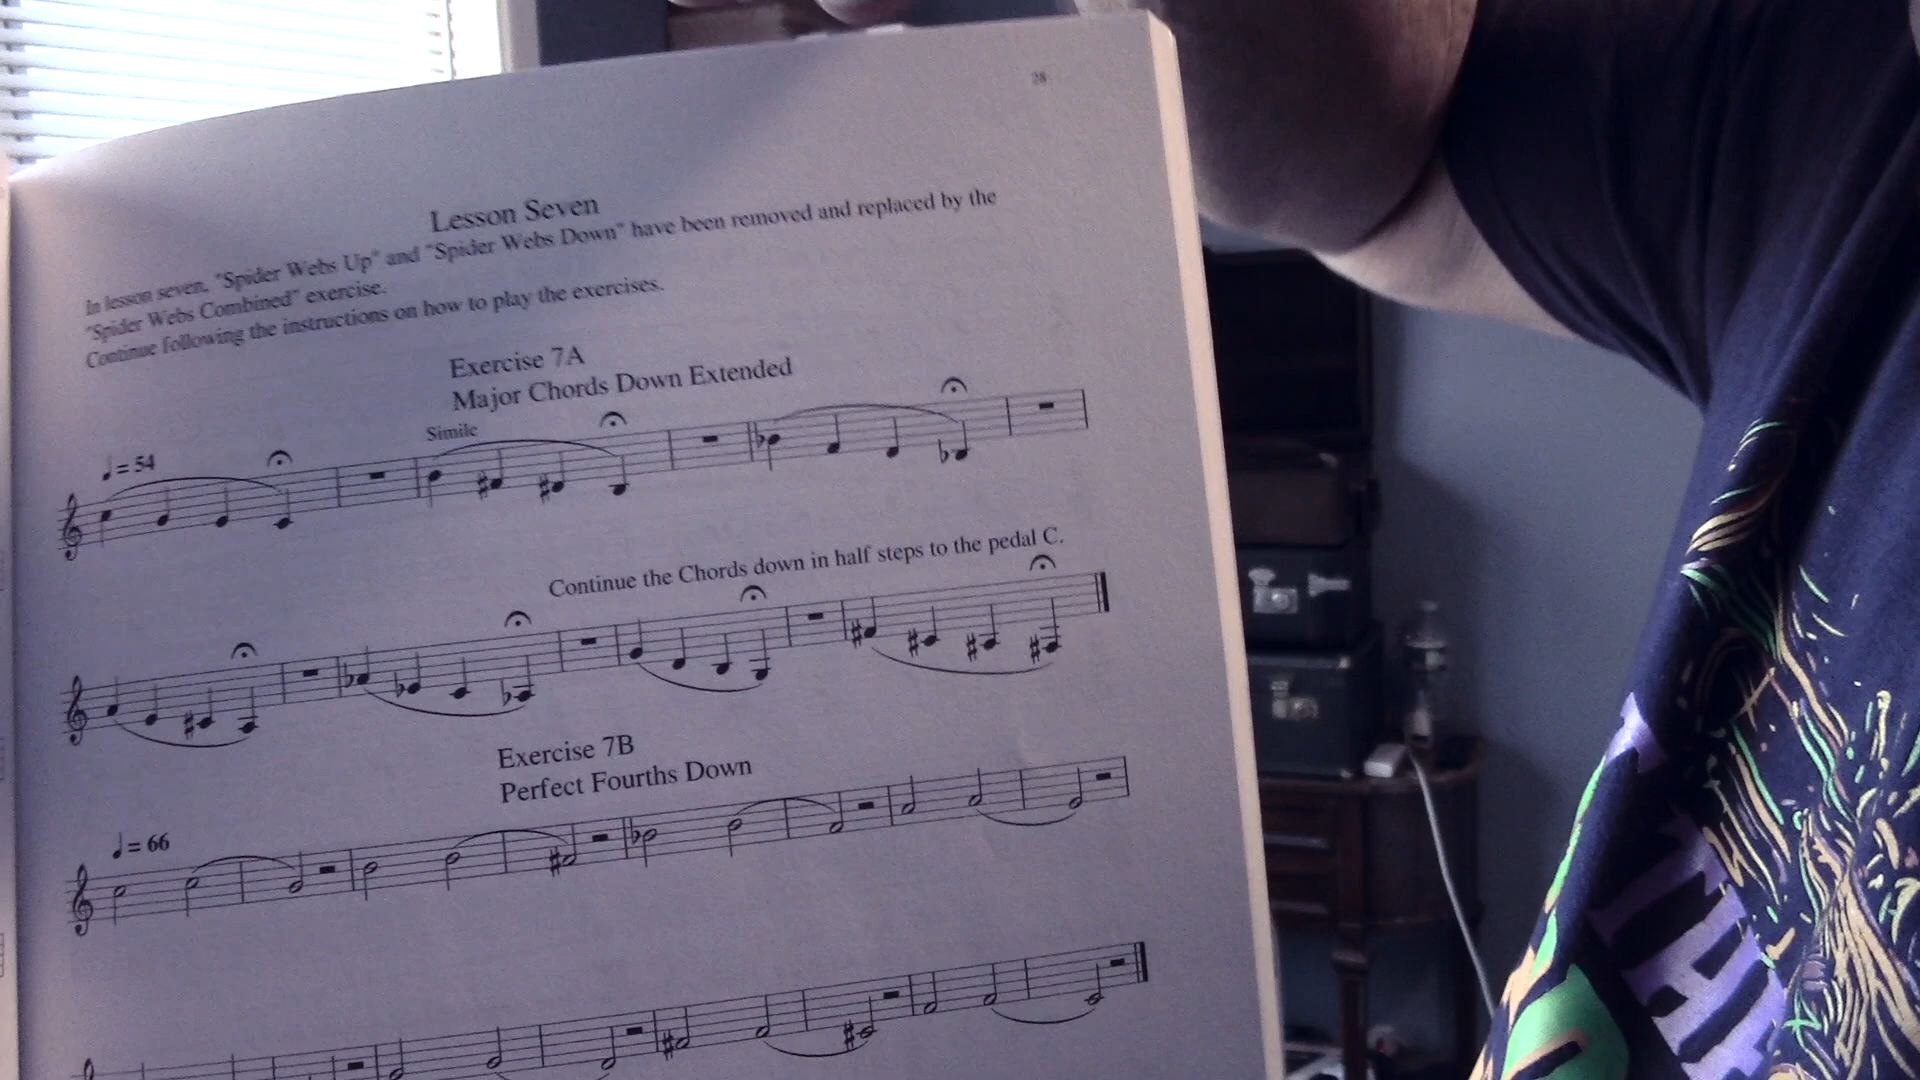 28
Lesson Seven
In lesson seven, "Spider Webs Up" and "Spider Webs Down" have been removed and replaced by the
"Spider Webs Combined" exercise.
Continue following the instructions on how to play the exercises.
Exercise 7A
Major Chords Down Extended
♩ = 54
Simile
Continue the Chords down in half steps to the pedal C.
Exercise 7B
Perfect Fourths Down
♩ = 66